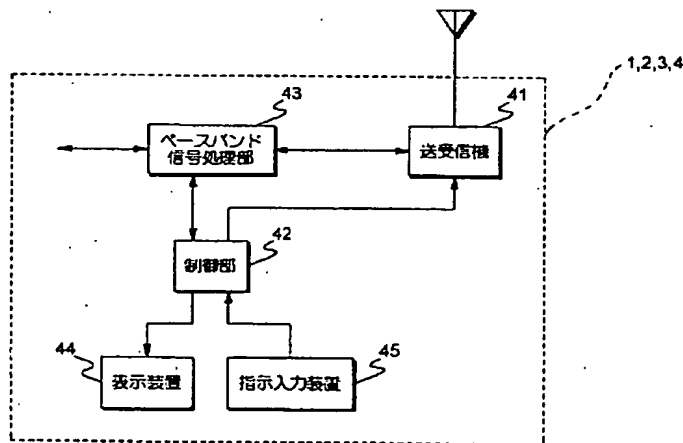 1,2,3,4
43
41
ベースバンド
信号処理部
送受信機
42
制御部
44
表示装置
指示入力装置
45